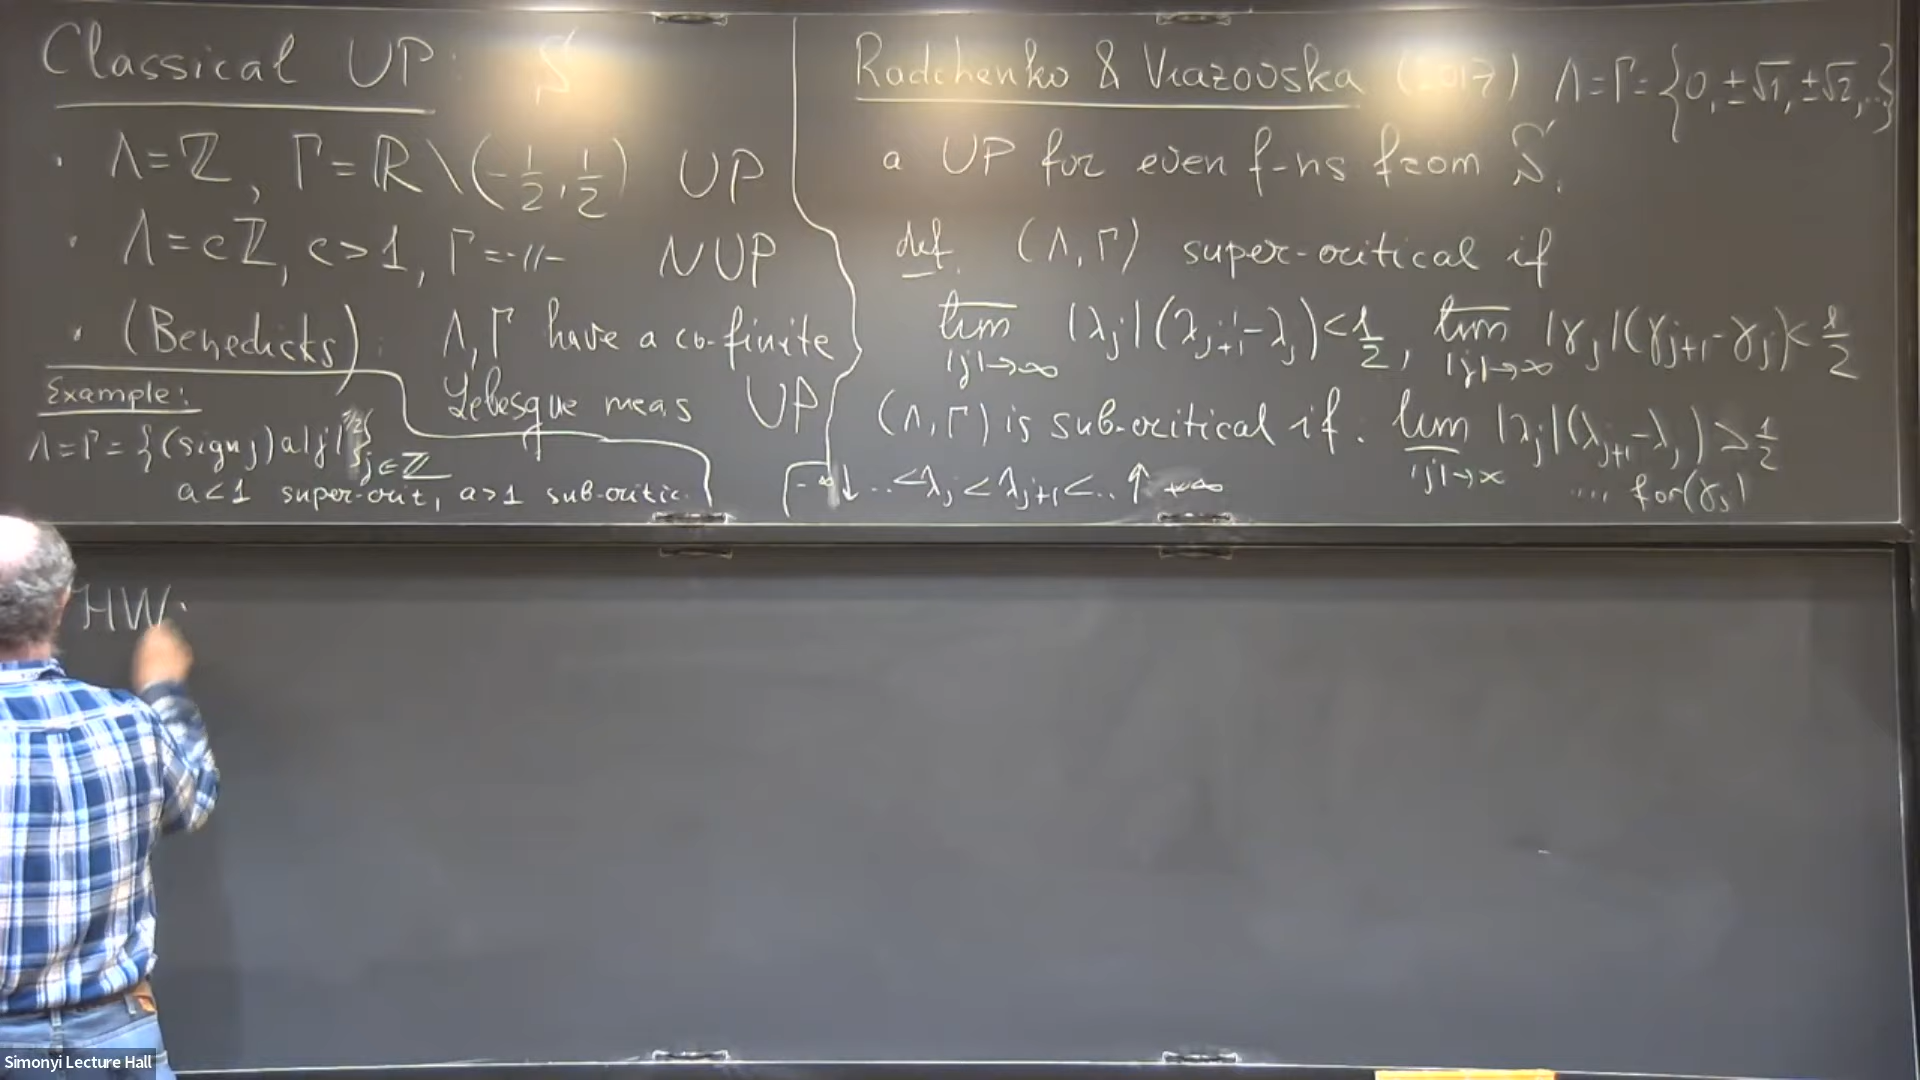 Classical UP: S
· Λ=ℤ, Γ=ℝ\(-1/2,1/2) UP
· Λ=cℤ, c>1, Γ=-//- NUP
· (Benedicks): Λ,Γ have a co-finite
Lebesgue meas UP
Example:
Λ=Γ={(sign j)a|j|^{1/2}}_{j∈ℤ}
a<1 super-crit, a>1 sub-critic.
Radchenko & Viazovska (2017) Λ=Γ={0,±√1,±√2,..}
a UP for even f-ns from S.
def. (Λ,Γ) super-critical if
lim |λ_j|(λ_{j+1}-λ_j)<1/2, lim |γ_j|(γ_{j+1}-γ_j)<1/2
|j|→∞ |j|→∞
(Λ,Γ) is sub-critical if: lim |λ_j|(λ_{j+1}-λ_j)>1/2
|j|→∞ .... for (γ_j)
-∞↓ ..<λ_j<λ_{j+1}<..↑+∞
HW:
Simonyi Lecture Hall